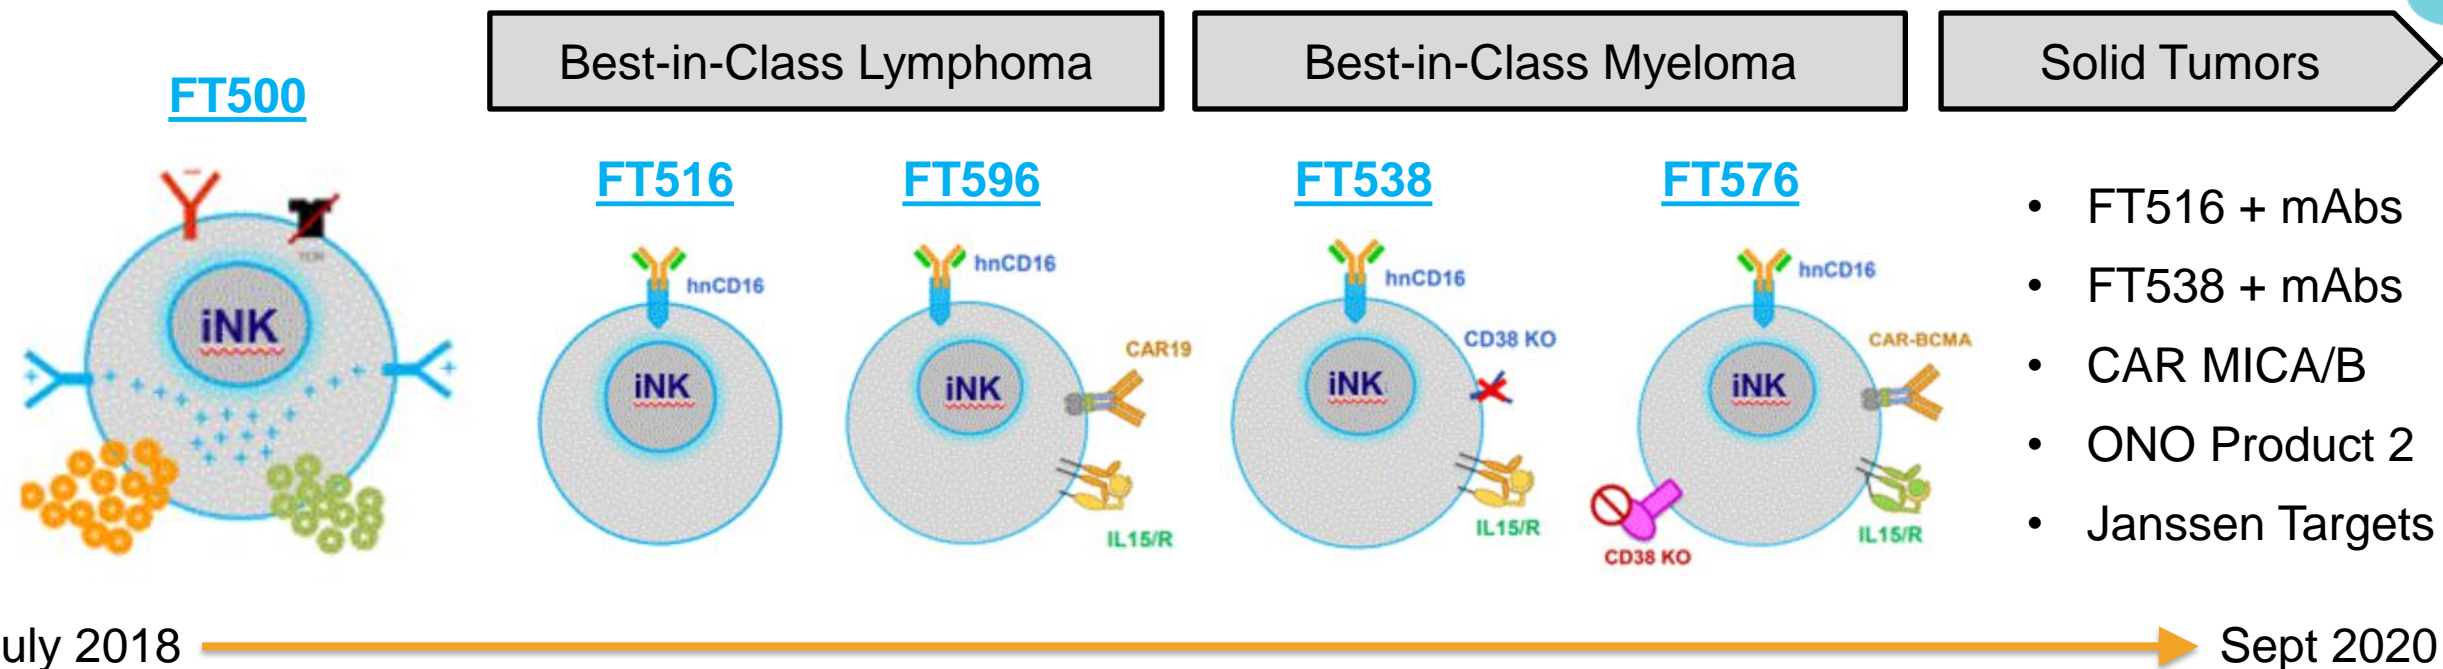 Best-in-Class Lymphoma
Best-in-Class Myeloma
Solid Tumors
FT500
iNK
FT516
hnCD16
iNK
FT596
hnCD16
CAR19
iNK
IL15/R
FT538
hnCD16
CD38 KO
iNK
IL15/R
FT576
hnCD16
CAR-BCMA
iNK
IL15/R
CD38 KO
• FT516 + mAbs
• FT538 + mAbs
• CAR MICA/B
• ONO Product 2
• Janssen Targets
uly 2018
Sept 2020